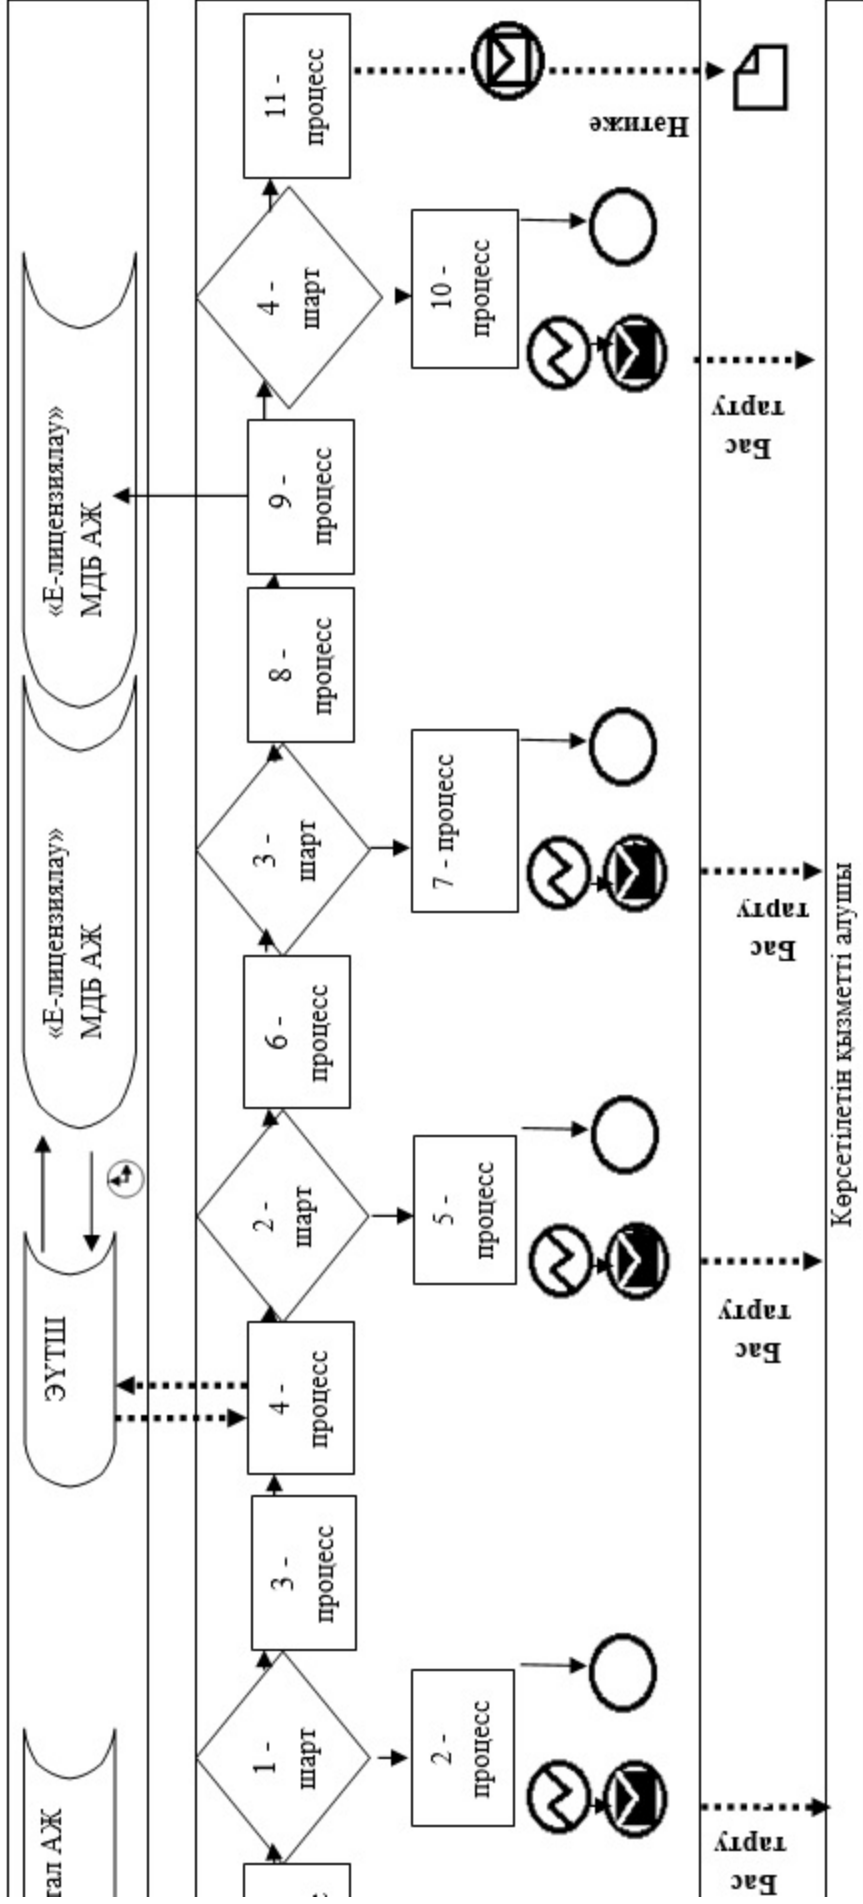 тал АЖ
ЭҮТШ
«Е-лицензиялау»
МДБ АЖ
«Е-лицензиялау»
МДБ АЖ
1 -
шарт
3 -
процесс
4 -
процесс
2 -
шарт
6 -
процесс
3 -
шарт
8 -
процесс
9 -
процесс
4 -
шарт
11 -
процесс
2 -
процесс
5 -
процесс
7 - процесс
10 -
процесс
Бас
тарту
Бас
тарту
Бас
тарту
Бас
тарту
Нәтиже
Көрсетілетін қызметті алушы